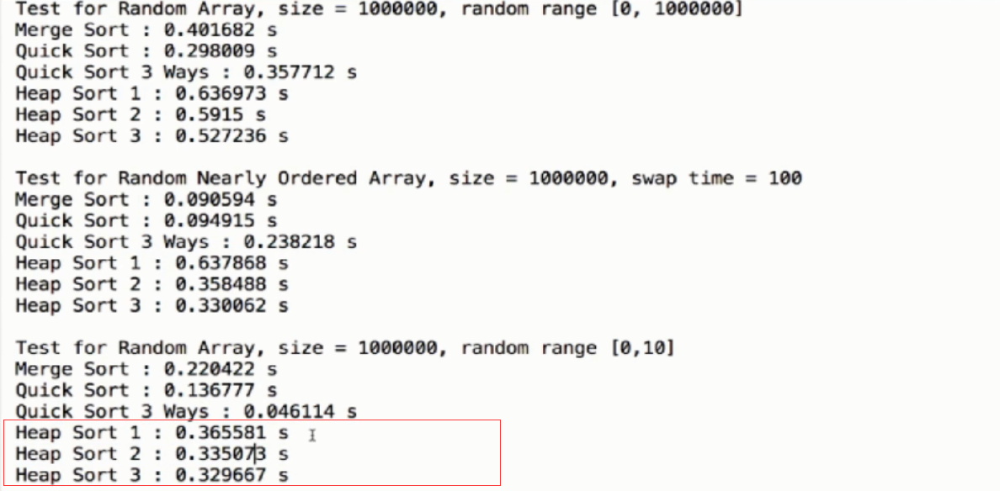 Test for Random Array, size = 1000000, random range [0, 1000000]
Merge Sort : 0.401682 s
Quick Sort : 0.298009 s
Quick Sort 3 Ways : 0.357712 s
Heap Sort 1 : 0.636973 s
Heap Sort 2 : 0.5915 s
Heap Sort 3 : 0.527236 s
Test for Random Nearly Ordered Array, size = 1000000, swap time = 100
Merge Sort : 0.090594 s
Quick Sort : 0.094915 s
Quick Sort 3 Ways : 0.238218 s
Heap Sort 1 : 0.637868 s
Heap Sort 2 : 0.358488 s
Heap Sort 3 : 0.330062 s
Test for Random Array, size = 1000000, random range [0,10]
Merge Sort : 0.220422 s
Quick Sort : 0.136777 s
Quick Sort 3 Ways : 0.046114 s
Heap Sort 1 : 0.365581 s
Heap Sort 2 : 0.335073 s
Heap Sort 3 : 0.329667 s